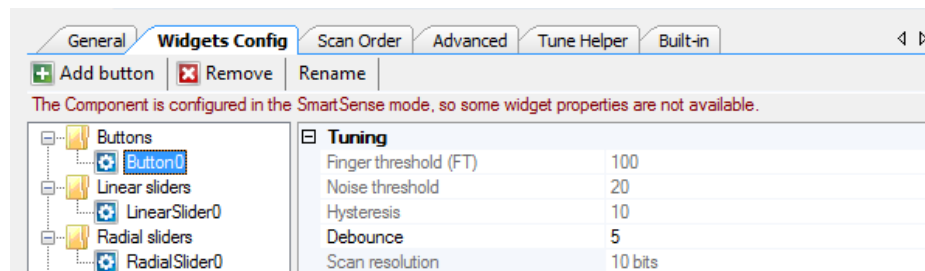 General Widgets Config Scan Order Advanced Tune Helper Built-in
Add button Remove Rename
The Component is configured in the SmartSense mode, so some widget properties are not available.
Buttons
Button0
Linear sliders
LinearSlider0
Radial sliders
RadialSlider0
Tuning
Finger threshold (FT) 100
Noise threshold 20
Hysteresis 10
Debounce 5
Scan resolution 10 bits